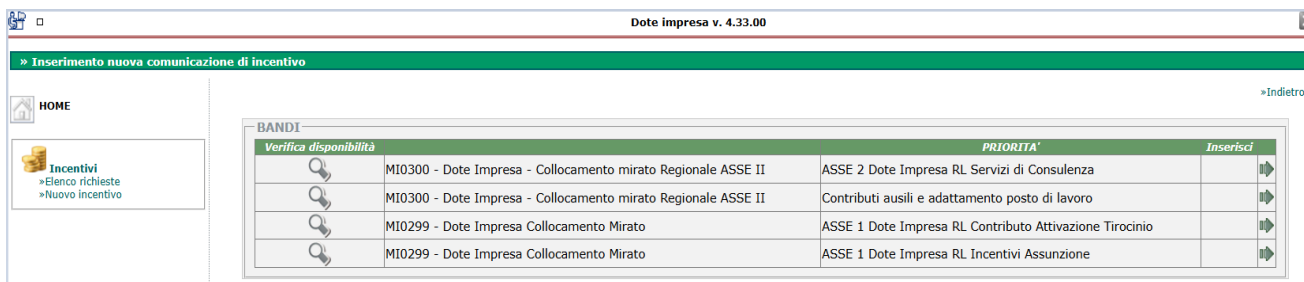 Dote impresa v. 4.33.00
» Inserimento nuova comunicazione di incentivo
»Indietro
HOME
Incentivi
»Elenco richieste
»Nuovo incentivo
BANDI
Verifica disponibilità PRIORITA' Inserisci
MI0300 - Dote Impresa - Collocamento mirato Regionale ASSE II ASSE 2 Dote Impresa RL Servizi di Consulenza
MI0300 - Dote Impresa - Collocamento mirato Regionale ASSE II Contributi ausili e adattamento posto di lavoro
MI0299 - Dote Impresa Collocamento Mirato ASSE 1 Dote Impresa RL Contributo Attivazione Tirocinio
MI0299 - Dote Impresa Collocamento Mirato ASSE 1 Dote Impresa RL Incentivi Assunzione